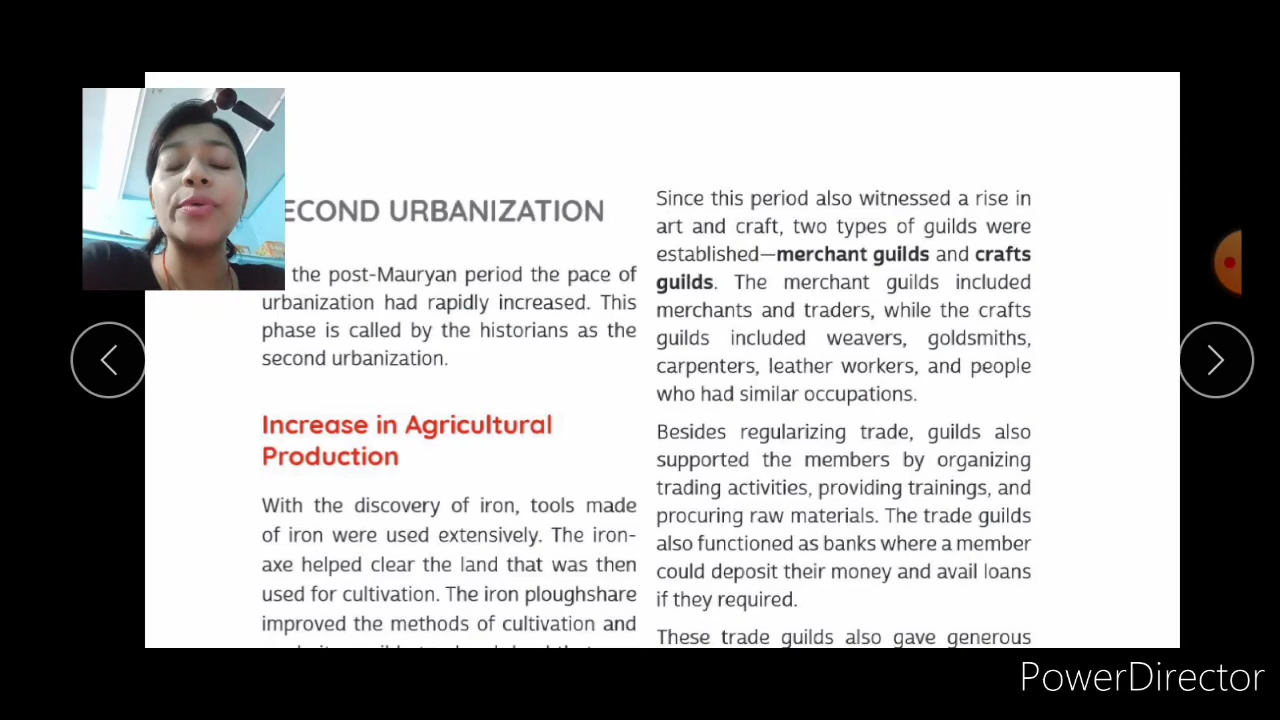 ECOND URBANIZATION
the post-Mauryan period the pace of
urbanization had rapidly increased. This
phase is called by the historians as the
second urbanization.
Increase in Agricultural
Production
With the discovery of iron, tools made
of iron were used extensively. The iron-
axe helped clear the land that was then
used for cultivation. The iron ploughshare
improved the methods of cultivation and
Since this period also witnessed a rise in
art and craft, two types of guilds were
established—merchant guilds and crafts
guilds. The merchant guilds included
merchants and traders, while the crafts
guilds included weavers, goldsmiths,
carpenters, leather workers, and people
who had similar occupations.
Besides regularizing trade, guilds also
supported the members by organizing
trading activities, providing trainings, and
procuring raw materials. The trade guilds
also functioned as banks where a member
could deposit their money and avail loans
if they required.
These trade guilds also gave generous
PowerDirector